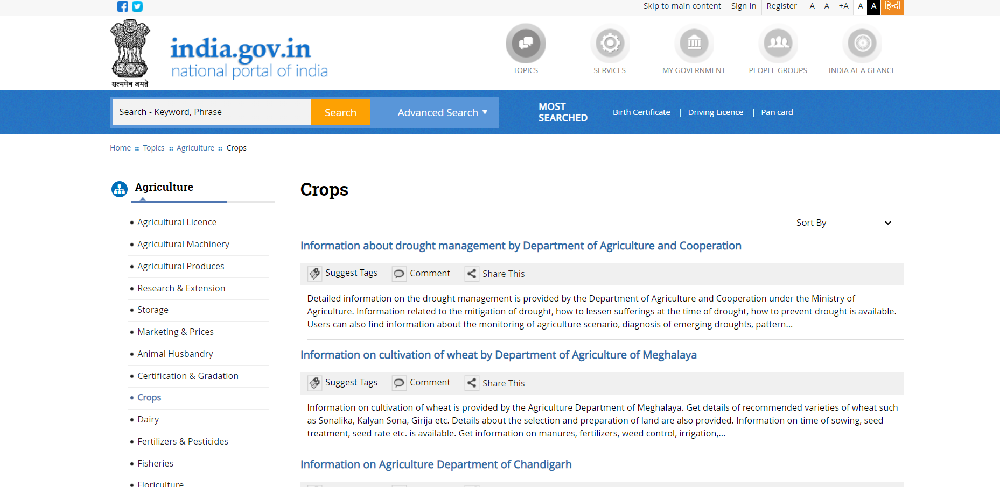 Skip to main content
Sign In
Register
-A
A
+A
A
A
हिन्दी
सत्यमेव जयते
india.gov.in
national portal of india
TOPICS
SERVICES
MY GOVERNMENT
PEOPLE GROUPS
INDIA AT A GLANCE
Search - Keyword, Phrase
Search
Advanced Search ▼
MOST
SEARCHED
Birth Certificate | Driving Licence | Pan card
Home
Topics
Agriculture
Crops
Agriculture
Agricultural Licence
Agricultural Machinery
Agricultural Produces
Research & Extension
Storage
Marketing & Prices
Animal Husbandry
Certification & Gradation
Crops
Dairy
Fertilizers & Pesticides
Fisheries
Floriculture
Crops
Sort By
Information about drought management by Department of Agriculture and Cooperation
Suggest Tags
Comment
Share This
Detailed information on the drought management is provided by the Department of Agriculture and Cooperation under the Ministry of
Agriculture. Information related to the mitigation of drought, how to lessen sufferings at the time of drought, how to prevent drought is available.
Users can also find information about the monitoring of agriculture scenario, diagnosis of emerging droughts, pattern...
Information on cultivation of wheat by Department of Agriculture of Meghalaya
Suggest Tags
Comment
Share This
Information on cultivation of wheat is provided by the Agriculture Department of Meghalaya. Get details of recommended varieties of wheat such
as Sonalika, Kalyan Sona, Girija etc. Details about the selection and preparation of land are also provided. Information on time of sowing, seed
treatment, seed rate etc. is available. Get information on manures, fertilizers, weed control, irrigation,...
Information on Agriculture Department of Chandigarh